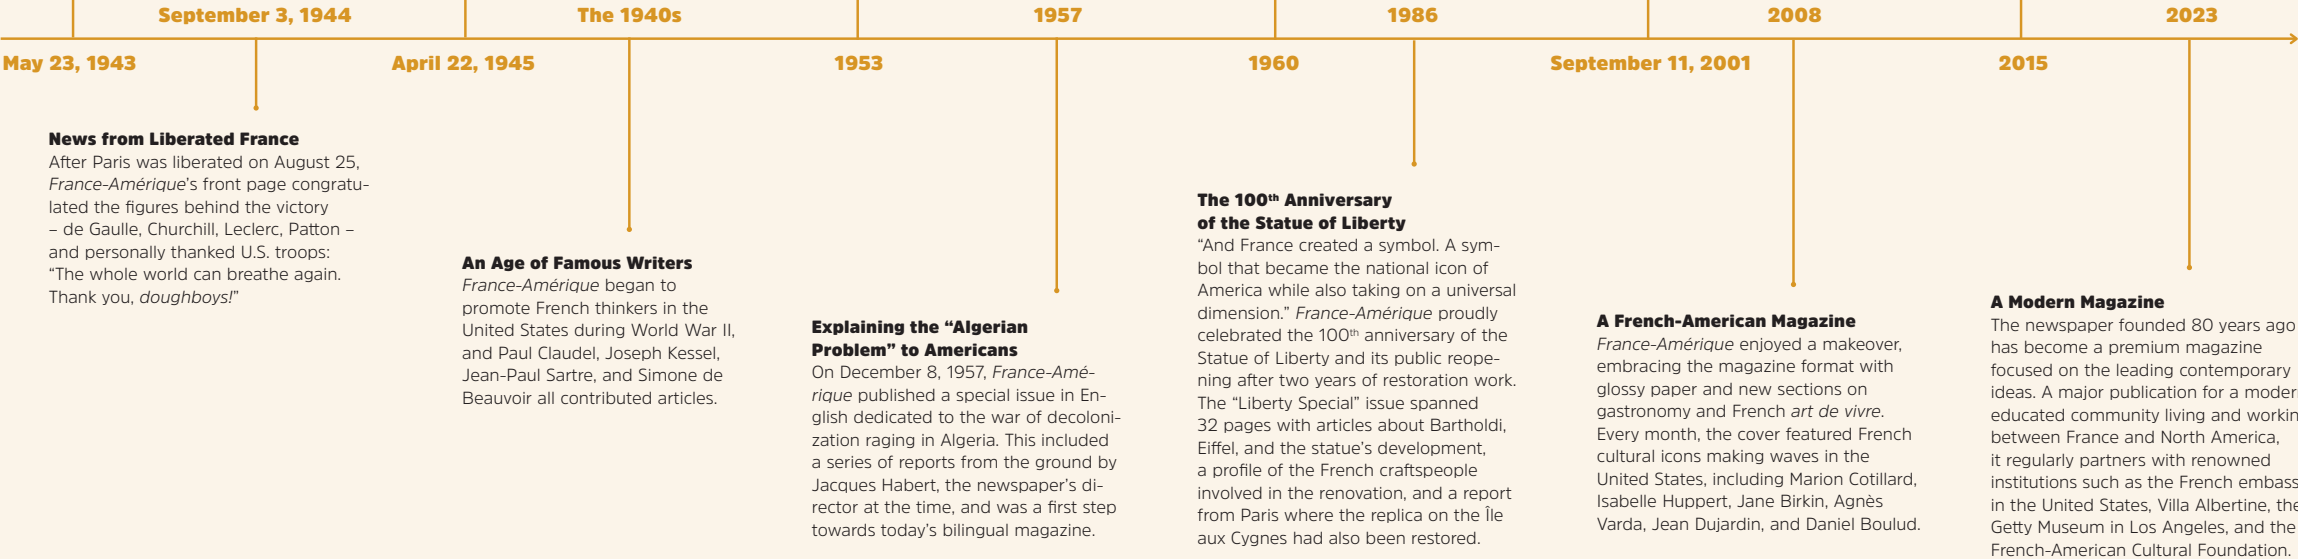 September 3, 1944
The 1940s
1957
1986
2008
2023
May 23, 1943
April 22, 1945
1953
1960
September 11, 2001
2015
News from Liberated France
After Paris was liberated on August 25,
France-Amérique’s front page congratu-
lated the figures behind the victory
– de Gaulle, Churchill, Leclerc, Patton –
and personally thanked U.S. troops:
“The whole world can breathe again.
Thank you, doughboys!”
An Age of Famous Writers
France-Amérique began to
promote French thinkers in the
United States during World War II,
and Paul Claudel, Joseph Kessel,
Jean-Paul Sartre, and Simone de
Beauvoir all contributed articles.
Explaining the “Algerian
Problem” to Americans
On December 8, 1957, France-Amé-
rique published a special issue in En-
glish dedicated to the war of decoloni-
zation raging in Algeria. This included
a series of reports from the ground by
Jacques Habert, the newspaper’s di-
rector at the time, and was a first step
towards today’s bilingual magazine.
The 100th Anniversary
of the Statue of Liberty
“And France created a symbol. A sym-
bol that became the national icon of
America while also taking on a universal
dimension.” France-Amérique proudly
celebrated the 100th anniversary of the
Statue of Liberty and its public reope-
ning after two years of restoration work.
The “Liberty Special” issue spanned
32 pages with articles about Bartholdi,
Eiffel, and the statue’s development,
a profile of the French craftspeople
involved in the renovation, and a report
from Paris where the replica on the Île
aux Cygnes had also been restored.
A French-American Magazine
France-Amérique enjoyed a makeover,
embracing the magazine format with
glossy paper and new sections on
gastronomy and French art de vivre.
Every month, the cover featured French
cultural icons making waves in the
United States, including Marion Cotillard,
Isabelle Huppert, Jane Birkin, Agnès
Varda, Jean Dujardin, and Daniel Boulud.
A Modern Magazine
The newspaper founded 80 years ago
has become a premium magazine
focused on the leading contemporary
ideas. A major publication for a moder
educated community living and workin
between France and North America,
it regularly partners with renowned
institutions such as the French embass
in the United States, Villa Albertine, the
Getty Museum in Los Angeles, and the
French-American Cultural Foundation.